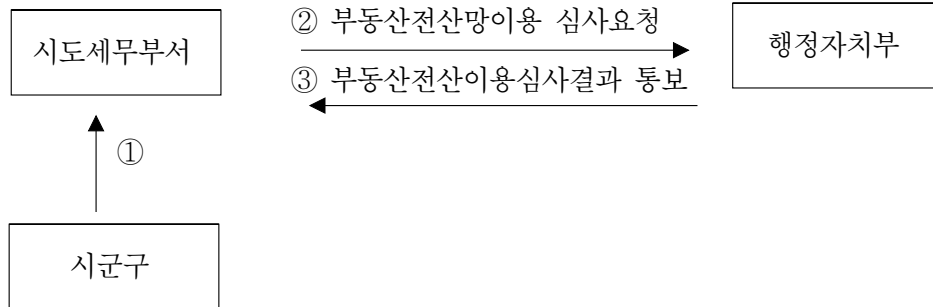 ② 부동산전산망이용 심사요청
시도세무부서
행정자치부
③ 부동산전산이용심사결과 통보
①
시군구